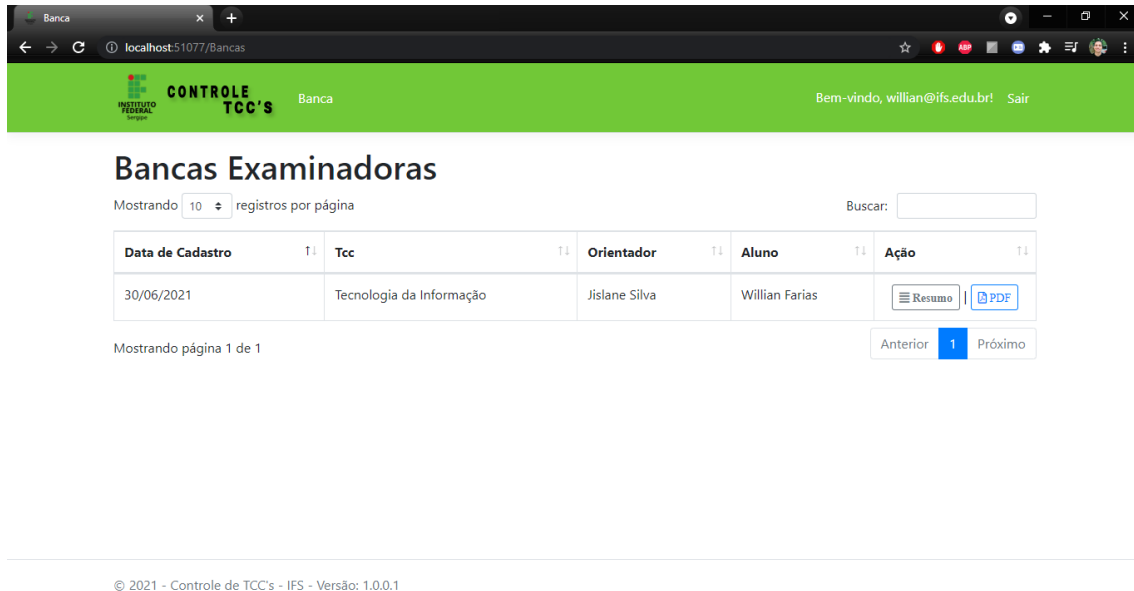 Banca
localhost:51077/Bancas
ABP
INSTITUTO
FEDERAL
Sergipe
CONTROLE
TCC'S
Banca
Bem-vindo, willian@ifs.edu.br! Sair
Bancas Examinadoras
Mostrando 10 registros por página
Buscar:
Data de Cadastro Tcc Orientador Aluno Ação
30/06/2021 Tecnologia da Informação Jislane Silva Willian Farias Resumo | PDF
Mostrando página 1 de 1
Anterior 1 Próximo
© 2021 - Controle de TCC's - IFS - Versão: 1.0.0.1